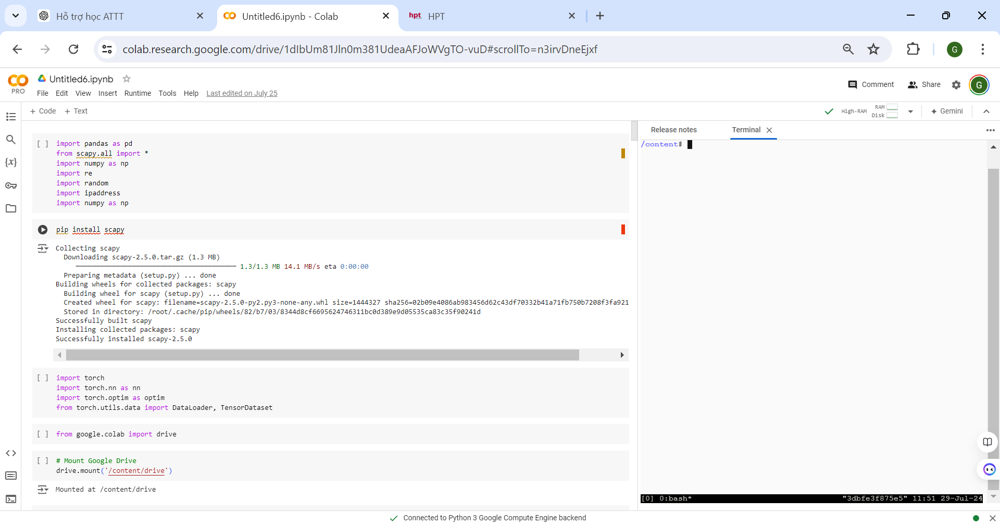 Hỗ trợ học ATTT
Untitled6.ipynb - Colab
hpt HPT
colab.research.google.com/drive/1dIbUm81Jln0m381UdeaAFJoWVgTO-vuD#scrollTo=n3irvDneEjxf
G
PRO
Untitled6.ipynb
File Edit View Insert Runtime Tools Help Last edited on July 25
Comment Share G
+ Code + Text
High-RAM RAM Disk Gemini
[ ] import pandas as pd
from scapy.all import *
import numpy as np
import re
import random
import ipaddress
import numpy as np
pip install scapy
Collecting scapy
Downloading scapy-2.5.0.tar.gz (1.3 MB)
1.3/1.3 MB 14.1 MB/s eta 0:00:00
Preparing metadata (setup.py) ... done
Building wheels for collected packages: scapy
Building wheel for scapy (setup.py) ... done
Created wheel for scapy: filename=scapy-2.5.0-py2.py3-none-any.whl size=1444327 sha256=02b09e4086ab983456d62c43df70332b41a71fb750b7208f3fa921
Stored in directory: /root/.cache/pip/wheels/82/b7/03/8344d8cf6695624746311bc0d389e9d05535ca83c35f90241d
Successfully built scapy
Installing collected packages: scapy
Successfully installed scapy-2.5.0
[ ] import torch
import torch.nn as nn
import torch.optim as optim
from torch.utils.data import DataLoader, TensorDataset
[ ] from google.colab import drive
[ ] # Mount Google Drive
drive.mount('/content/drive')
Mounted at /content/drive
Release notes Terminal
/content#
[0] 0:bash* "3dbfe3f875e5" 11:51 29-Jul-24
Connected to Python 3 Google Compute Engine backend